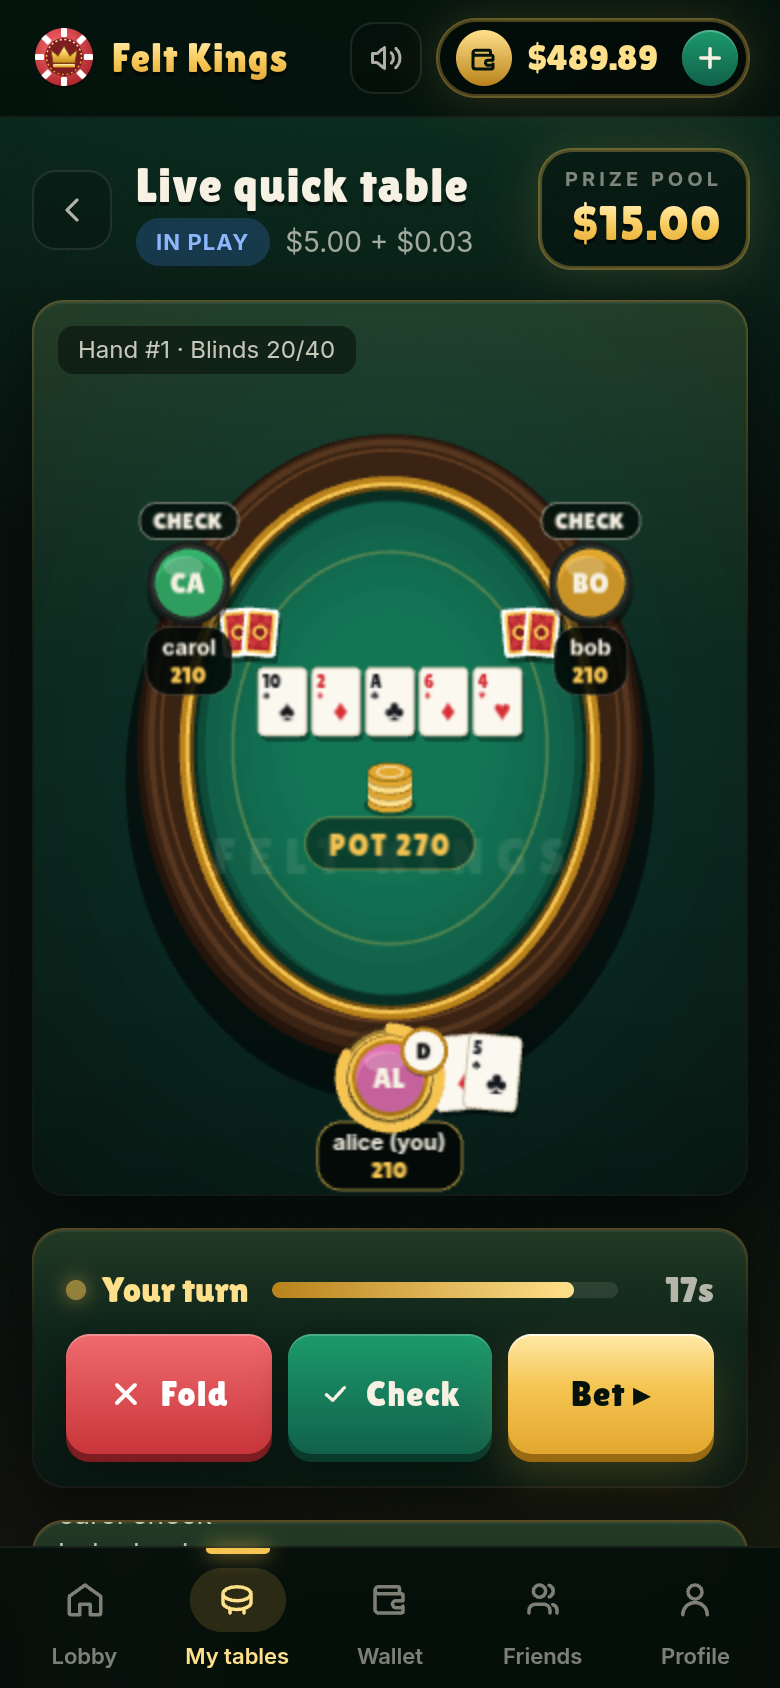 Felt Kings
$489.89
Live quick table
IN PLAY
$5.00 + $0.03
PRIZE POOL
$15.00
Hand #1 · Blinds 20/40
CHECK
CHECK
CA
BO
carol
210
bob
210
10
2
A
6
4
POT 270
FELT KINGS
D
5
AL
alice (you)
210
Your turn
17s
Fold
Check
Bet ▸
Lobby
My tables
Wallet
Friends
Profile